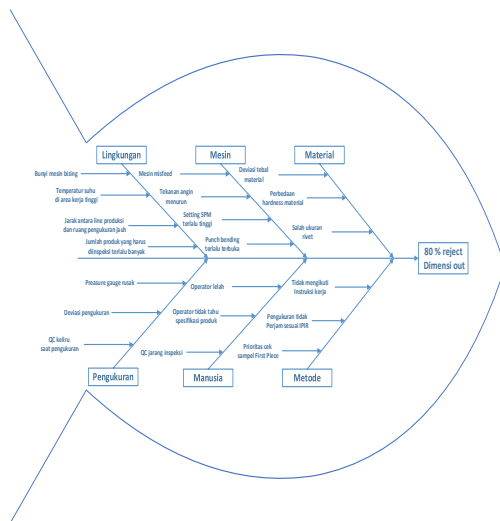 Lingkungan
Mesin
Material
Bunyi mesin bising
Temperatur suhu
di area kerja tinggi
Jarak antara line produksi
dan ruang pengukuran jauh
Jumlah produk yang harus
diinspeksi terlalu banyak
Mesin misfeed
Tekanan angin
menurun
Setting SPM
terlalu tinggi
Punch bending
terlalu terbuka
Deviasi tebal
material
Perbedaan
hardness material
Salah ukuran
rivet
80 % reject
Dimensi out
Preasure gauge rusak
Deviasi pengukuran
QC keliru
saat pengukuran
Operator lelah
Operator tidak tahu
spesifikasi produk
QC jarang inspeksi
Tidak mengikuti
instruksi kerja
Pengukuran tidak
Perjam sesuai IPIR
Prioritas cek
sampel First Piece
Pengukuran
Manusia
Metode